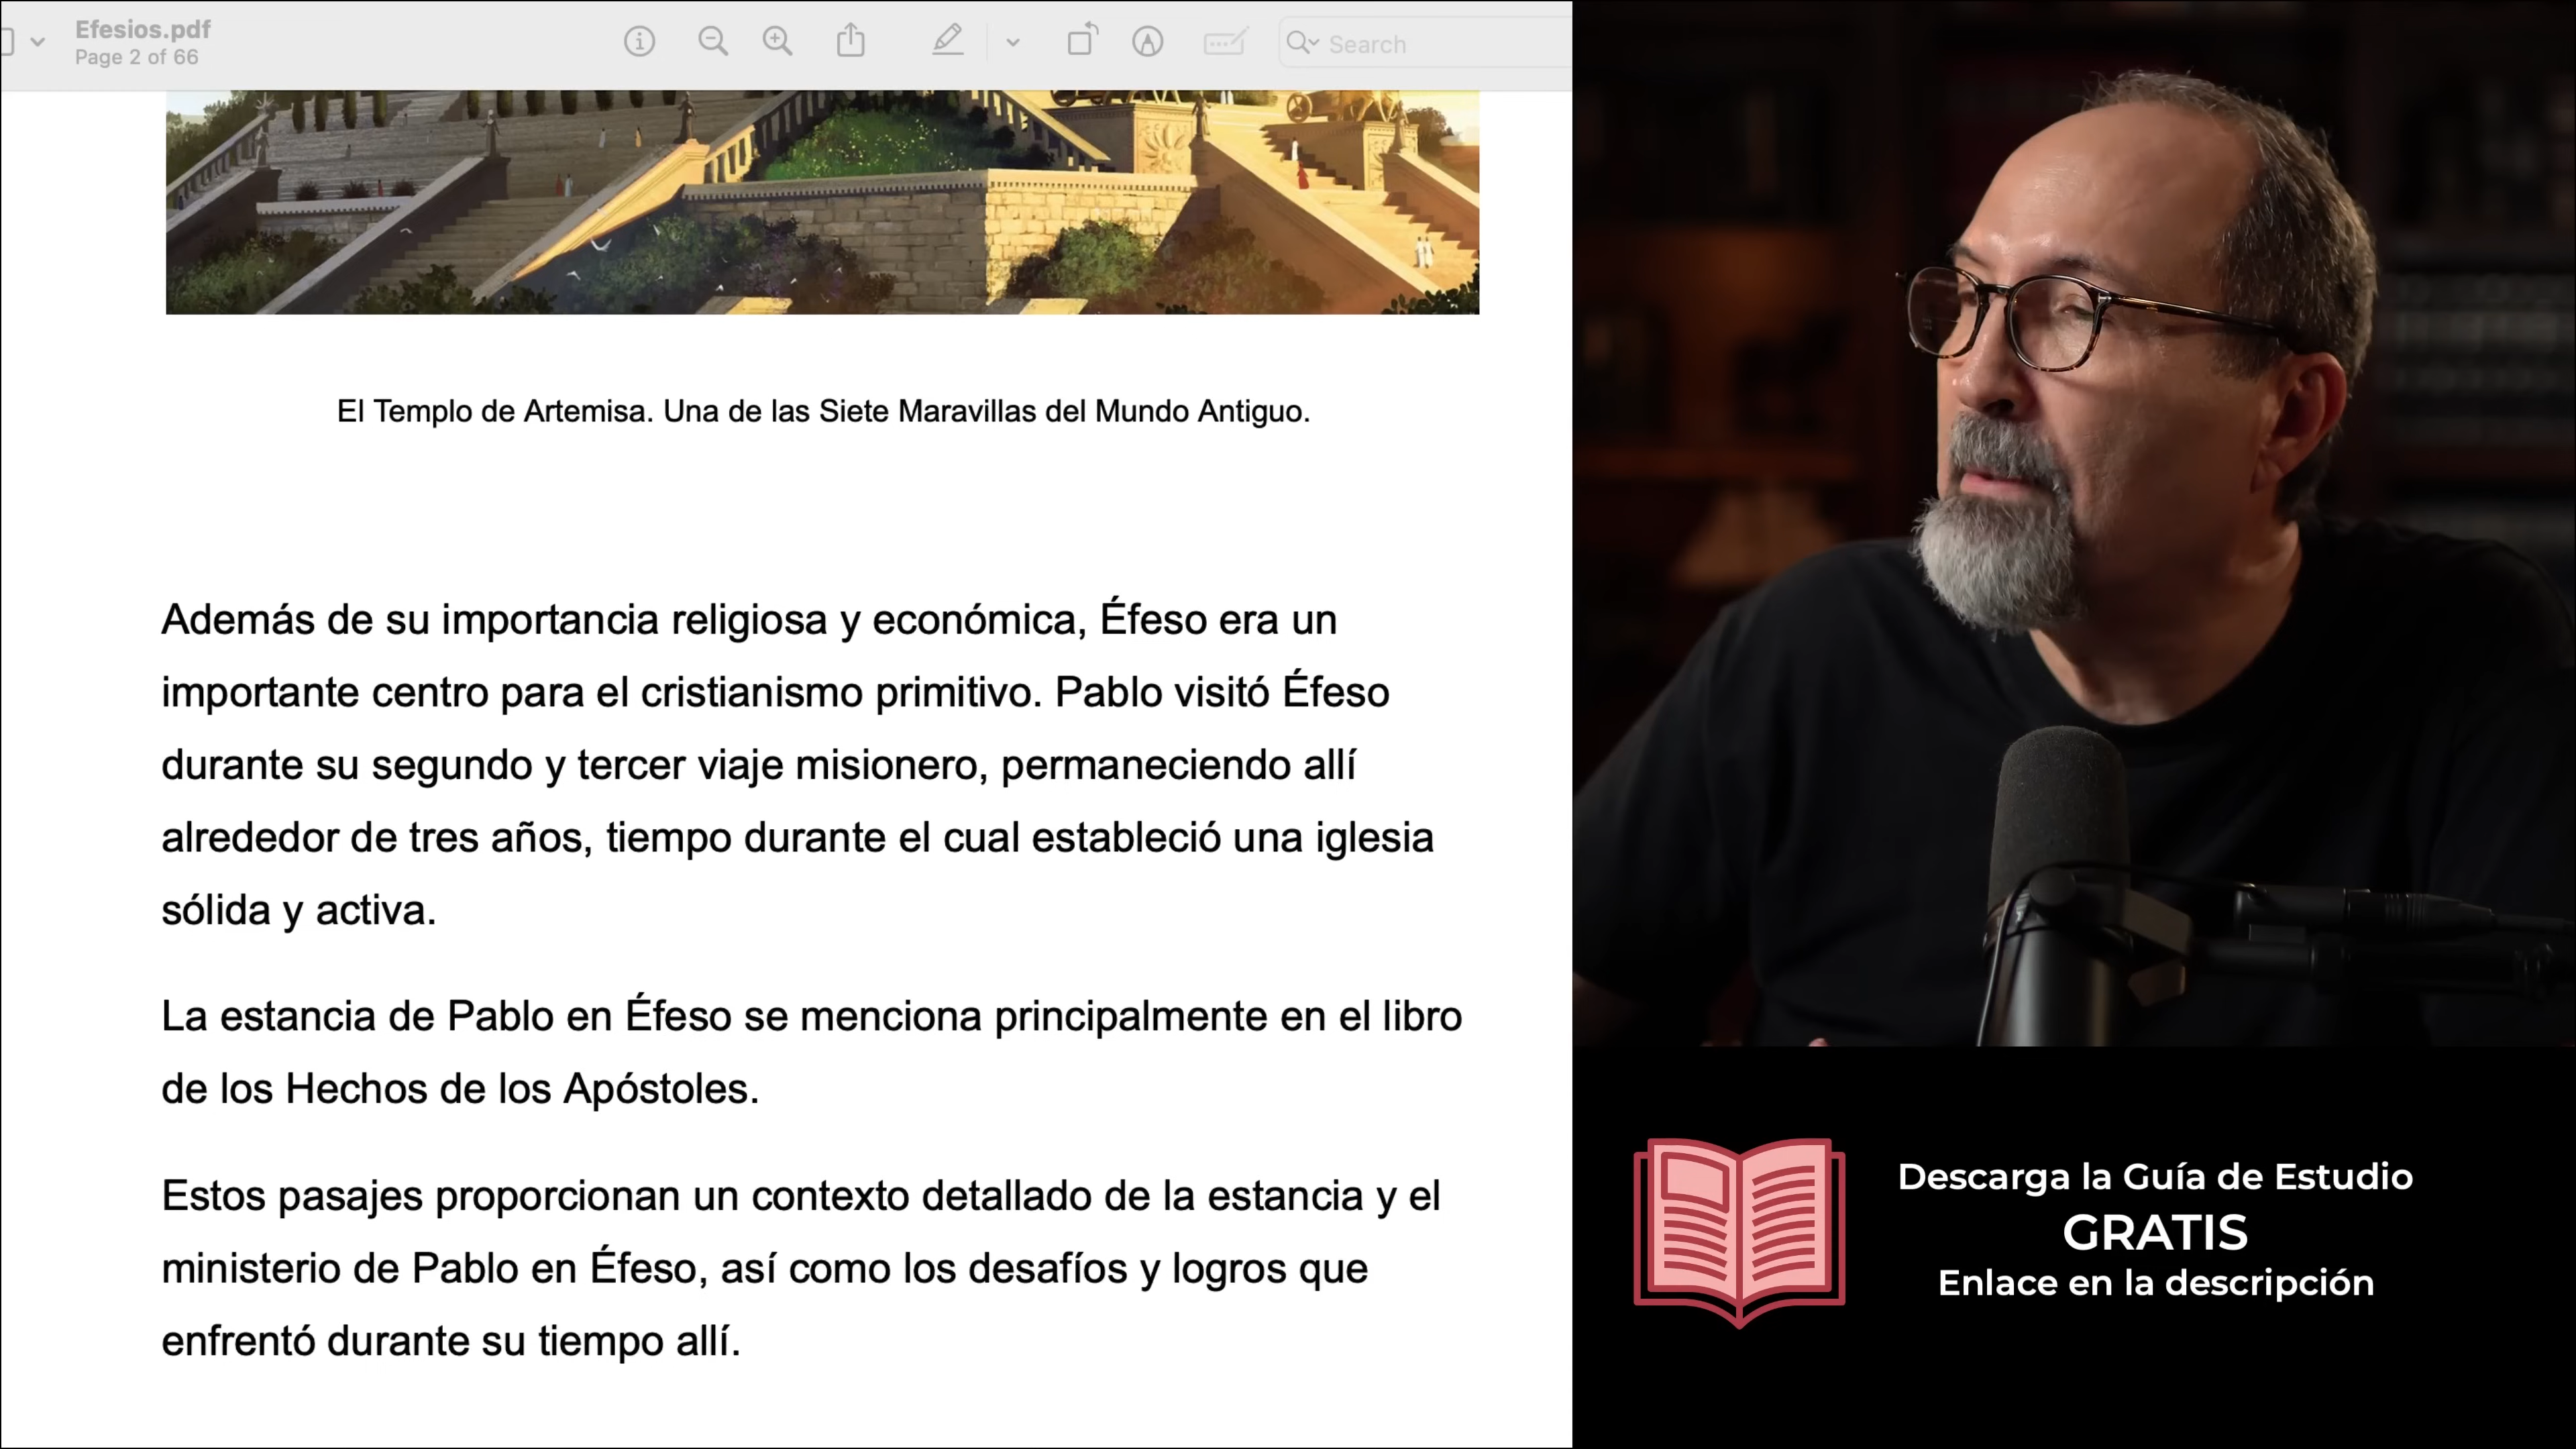 Efesios.pdf
Page 2 of 66
Search
El Templo de Artemisa. Una de las Siete Maravillas del Mundo Antiguo.
Además de su importancia religiosa y económica, Éfeso era un
importante centro para el cristianismo primitivo. Pablo visitó Éfeso
durante su segundo y tercer viaje misionero, permaneciendo allí
alrededor de tres años, tiempo durante el cual estableció una iglesia
sólida y activa.
La estancia de Pablo en Éfeso se menciona principalmente en el libro
de los Hechos de los Apóstoles.
Estos pasajes proporcionan un contexto detallado de la estancia y el
ministerio de Pablo en Éfeso, así como los desafíos y logros que
enfrentó durante su tiempo allí.
Descarga la Guía de Estudio
GRATIS
Enlace en la descripción